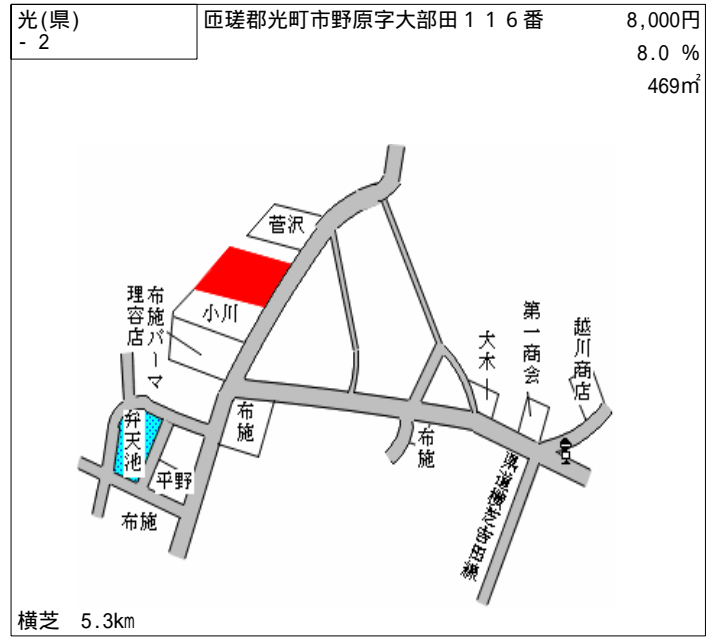 光(県)
- 2
匝瑳郡光町市野原字大部田116番
8,000円
8.0 %
469㎡
菅沢
小川
布施パーマ
理容店
弁天池
平野
布施
布施
布施
大木
第一商会
越川商店
県道横芝吉田線
横芝 5.3km